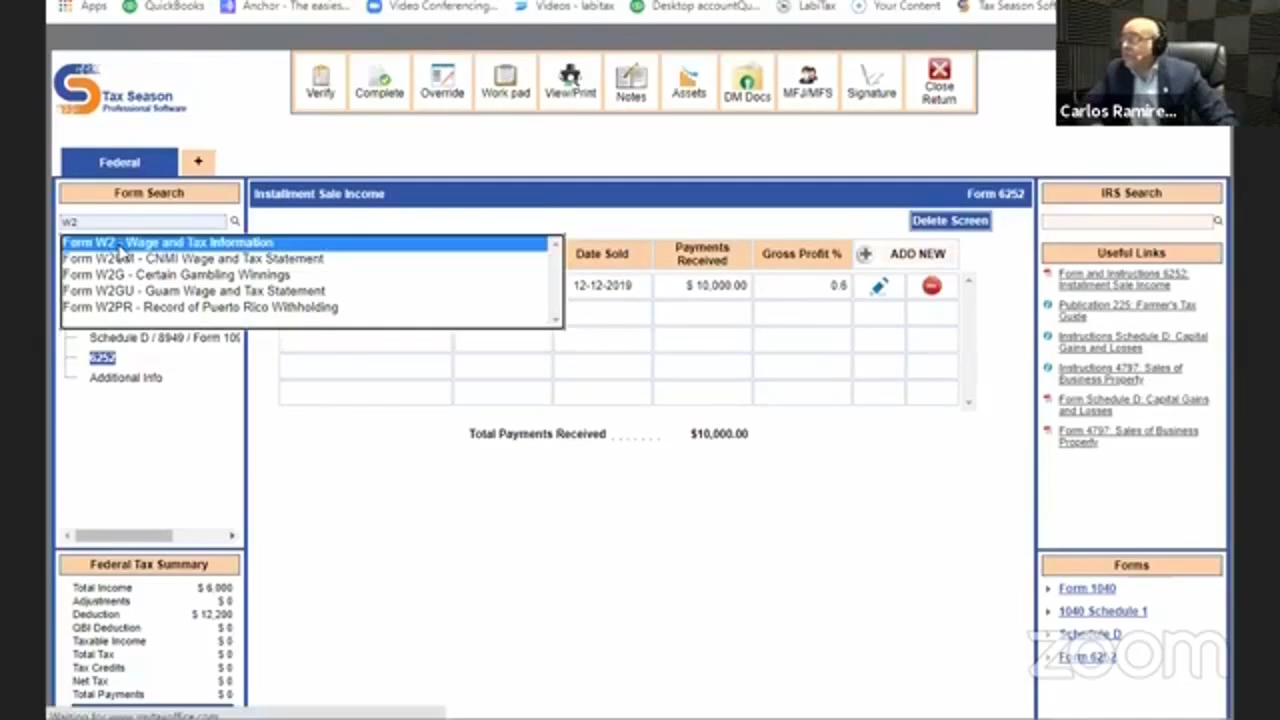 Apps QuickBooks Anchor - The easies... Video Conferencing... Videos - labitax Desktop accountQu... LabiTax Your Content Tax Season Soft
Carlos Ramire...
Tax Season
Professional Software
Verify
Complete
Override
Work pad
View/Print
Notes
Assets
DM Docs
MFJ/MFS
Signature
Close
Return
Federal
+
Form Search
W2
Form W2 - Wage and Tax Information
Form W2CM - CNMI Wage and Tax Statement
Form W2G - Certain Gambling Winnings
Form W2GU - Guam Wage and Tax Statement
Form W2PR - Record of Puerto Rico Withholding
Schedule D / 8949 / Form 109
6252
Additional Info
Federal Tax Summary
Total Income $ 6,000
Adjustments $ 0
Deduction $ 12,200
QBI Deduction $ 0
Taxable Income $ 0
Total Tax $ 0
Tax Credits $ 0
Net Tax $ 0
Total Payments $ 0
Installment Sale Income Form 6252
Delete Screen
Date Sold
Payments
Received
Gross Profit %
ADD NEW
12-12-2019 $ 10,000.00 0.6
Total Payments Received . . . . . . . $10,000.00
IRS Search
Useful Links
Form and Instructions 6252:
Installment Sale Income
Publication 225: Farmer's Tax
Guide
Instructions Schedule D: Capital
Gains and Losses
Instructions 4797: Sales of
Business Property
Form Schedule D: Capital Gains
and Losses
Form 4797: Sales of Business
Property
Forms
Form 1040
1040 Schedule 1
Schedule D
Form 6252
zoom